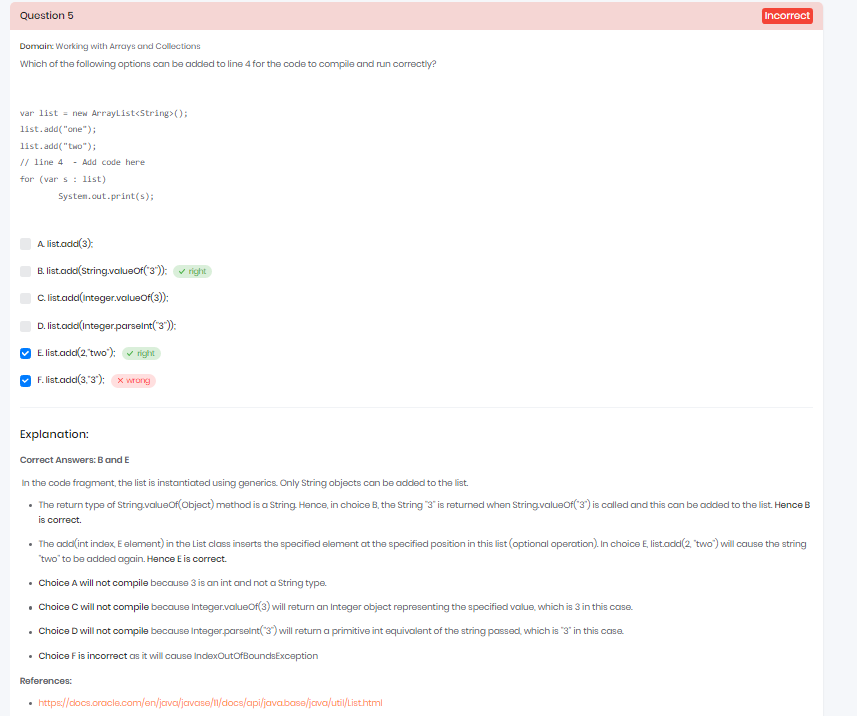 Question 5
Incorrect
Domain: Working with Arrays and Collections
Which of the following options can be added to line 4 for the code to compile and run correctly?
var list = new ArrayList<String>();
list.add("one");
list.add("two");
// line 4  - Add code here
for (var s : list)
System.out.print(s);
A. list.add(3);
B. list.add(String.valueOf("3")); ✓ right
C. list.add(Integer.valueOf(3));
D. list.add(Integer.parseInt("3"));
E. list.add(2,"two"); ✓ right
F. list.add(3,"3"); ✕ wrong
Explanation:
Correct Answers: B and E
In the code fragment, the list is instantiated using generics. Only String objects can be added to the list.
• The return type of String.valueOf(Object) method is a String. Hence, in choice B, the String "3" is returned when String.valueOf("3") is called and this can be added to the list. Hence B
is correct.
• The add(int index, E element) in the List class inserts the specified element at the specified position in this list (optional operation). In choice E, list.add(2, "two") will cause the string
"two" to be added again. Hence E is correct.
• Choice A will not compile because 3 is an int and not a String type.
• Choice C will not compile because Integer.valueOf(3) will return an Integer object representing the specified value, which is 3 in this case.
• Choice D will not compile because Integer.parseInt("3") will return a primitive int equivalent of the string passed, which is "3" in this case.
• Choice F is incorrect as it will cause IndexOutOfBoundsException
References:
• https://docs.oracle.com/en/java/javase/11/docs/api/java.base/java/util/List.html